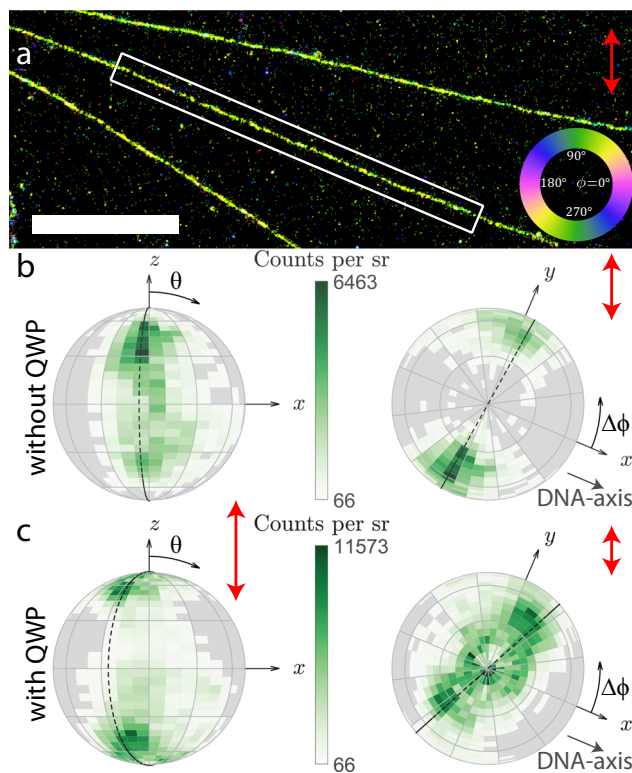 a
90°
180° ϕ=0°
270°
b
z
θ
Counts per sr
6463
y
without QWP
x
Δϕ
x
66
DNA-axis
c
z
θ
Counts per sr
11573
y
with QWP
x
Δϕ
x
66
DNA-axis